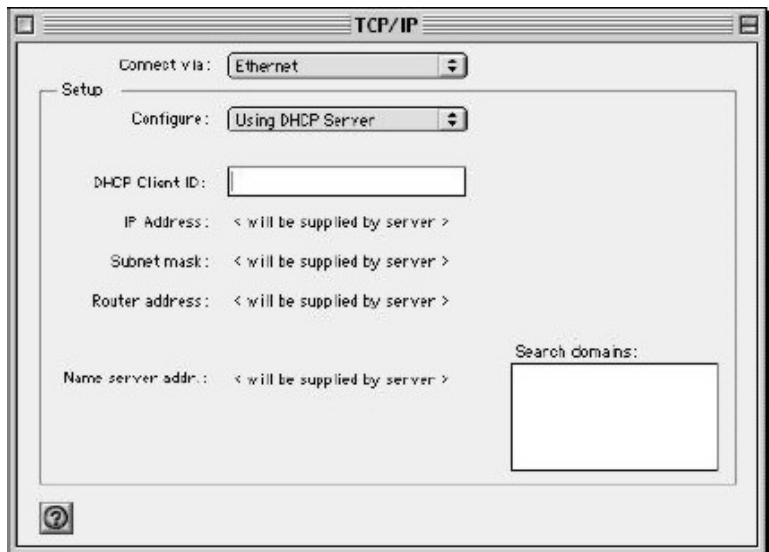 TCP/IP
Connect via: Ethernet
Setup
Configure: Using DHCP Server
DHCP Client ID:
IP Address: < will be supplied by server >
Subnet mask: < will be supplied by server >
Router address: < will be supplied by server >
Search domains:
Name server addr.: < will be supplied by server >
?